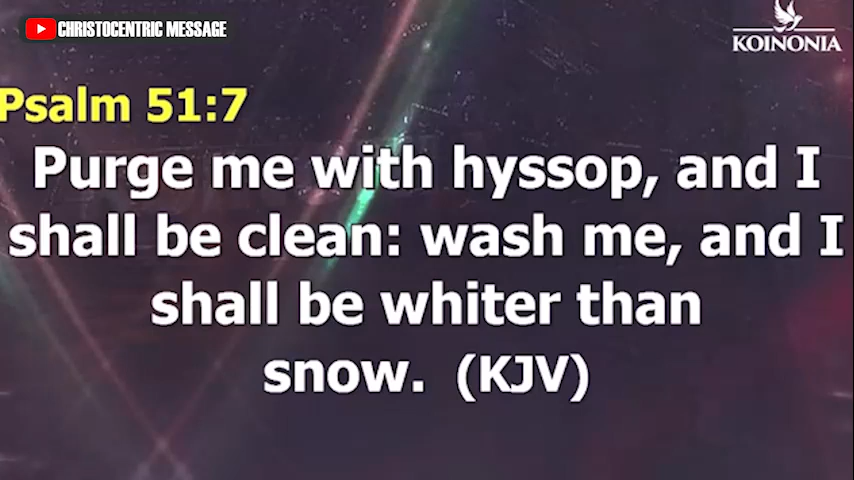 CHRISTOCENTRIC MESSAGE
KOINONIA
Psalm 51:7
Purge me with hyssop, and I
shall be clean: wash me, and I
shall be whiter than
snow. (KJV)